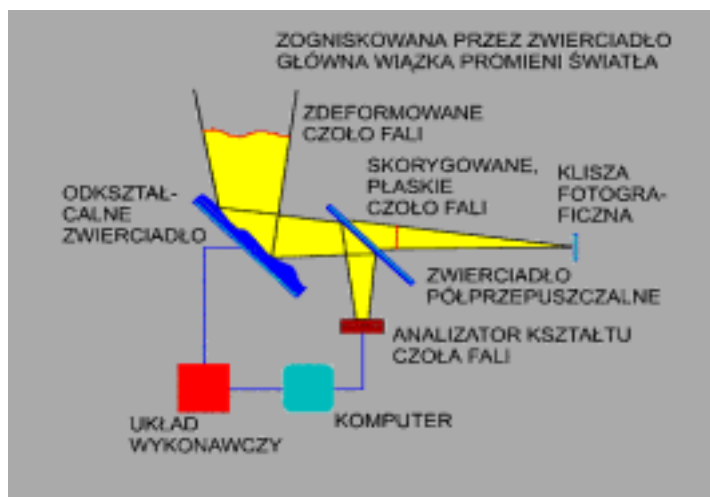 ZOGNISKOWANA PRZEZ ZWIERCIADŁO
GŁÓWNA WIĄZKA PROMIENI ŚWIATŁA
ZDEFORMOWANE
CZOŁO FALI
SKORYGOWANE,
PŁASKIE
CZOŁO FALI
KLISZA
FOTOGRA-
FICZNA
ODKSZTAŁ-
CALNE
ZWIERCIADŁO
ZWIERCIADŁO
PÓŁPRZEPUSZCZALNE
ANALIZATOR KSZTAŁTU
CZOŁA FALI
UKŁAD
WYKONAWCZY
KOMPUTER